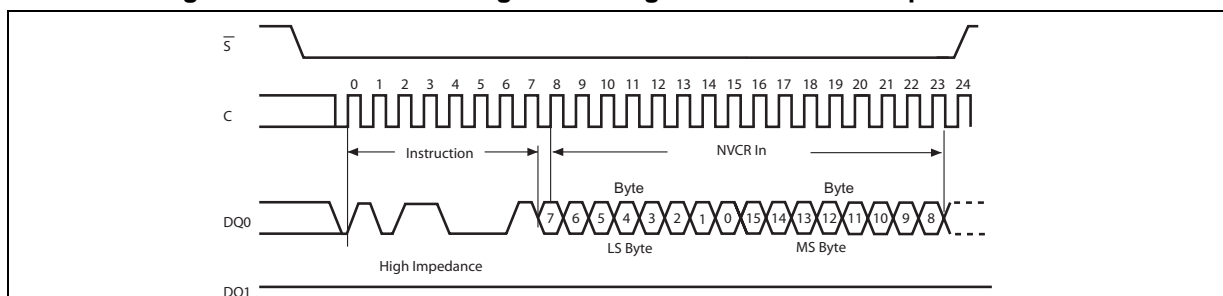 S
0 1 2 3 4 5 6 7 8 9 10 11 12 13 14 15 16 17 18 19 20 21 22 23 24
C
Instruction NVCR In
Byte Byte
DQ0 7 6 5 4 3 2 1 0 15 14 13 12 11 10 9 8
LS Byte MS Byte
High Impedance
DQ1